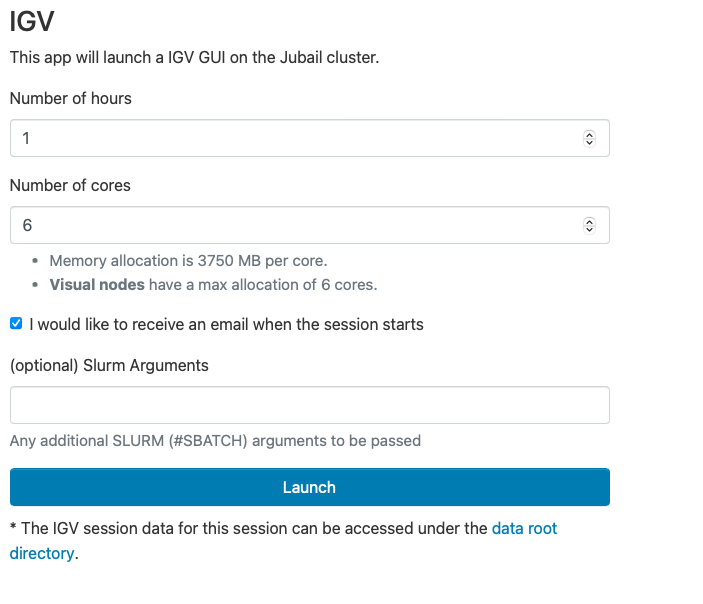 IGV
This app will launch a IGV GUI on the Jubail cluster.
Number of hours
1
Number of cores
6
• Memory allocation is 3750 MB per core.
• Visual nodes have a max allocation of 6 cores.
I would like to receive an email when the session starts
(optional) Slurm Arguments
Any additional SLURM (#SBATCH) arguments to be passed
Launch
* The IGV session data for this session can be accessed under the data root
directory.